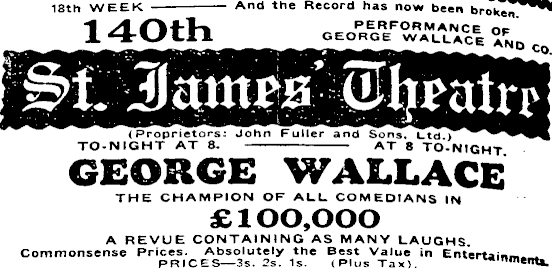 18th WEEK — And the Record has now been broken.
140th PERFORMANCE OF
GEORGE WALLACE AND CO.
St. James' Theatre
(Proprietors: John Fuller and Sons. Ltd.)
TO-NIGHT AT 8. — AT 8 TO-NIGHT.
GEORGE WALLACE
THE CHAMPION OF ALL COMEDIANS IN
£100,000
A REVUE CONTAINING AS MANY LAUGHS.
Commonsense Prices. Absolutely the Best Value in Entertainments.
PRICES—3s. 2s. 1s. (Plus Tax).